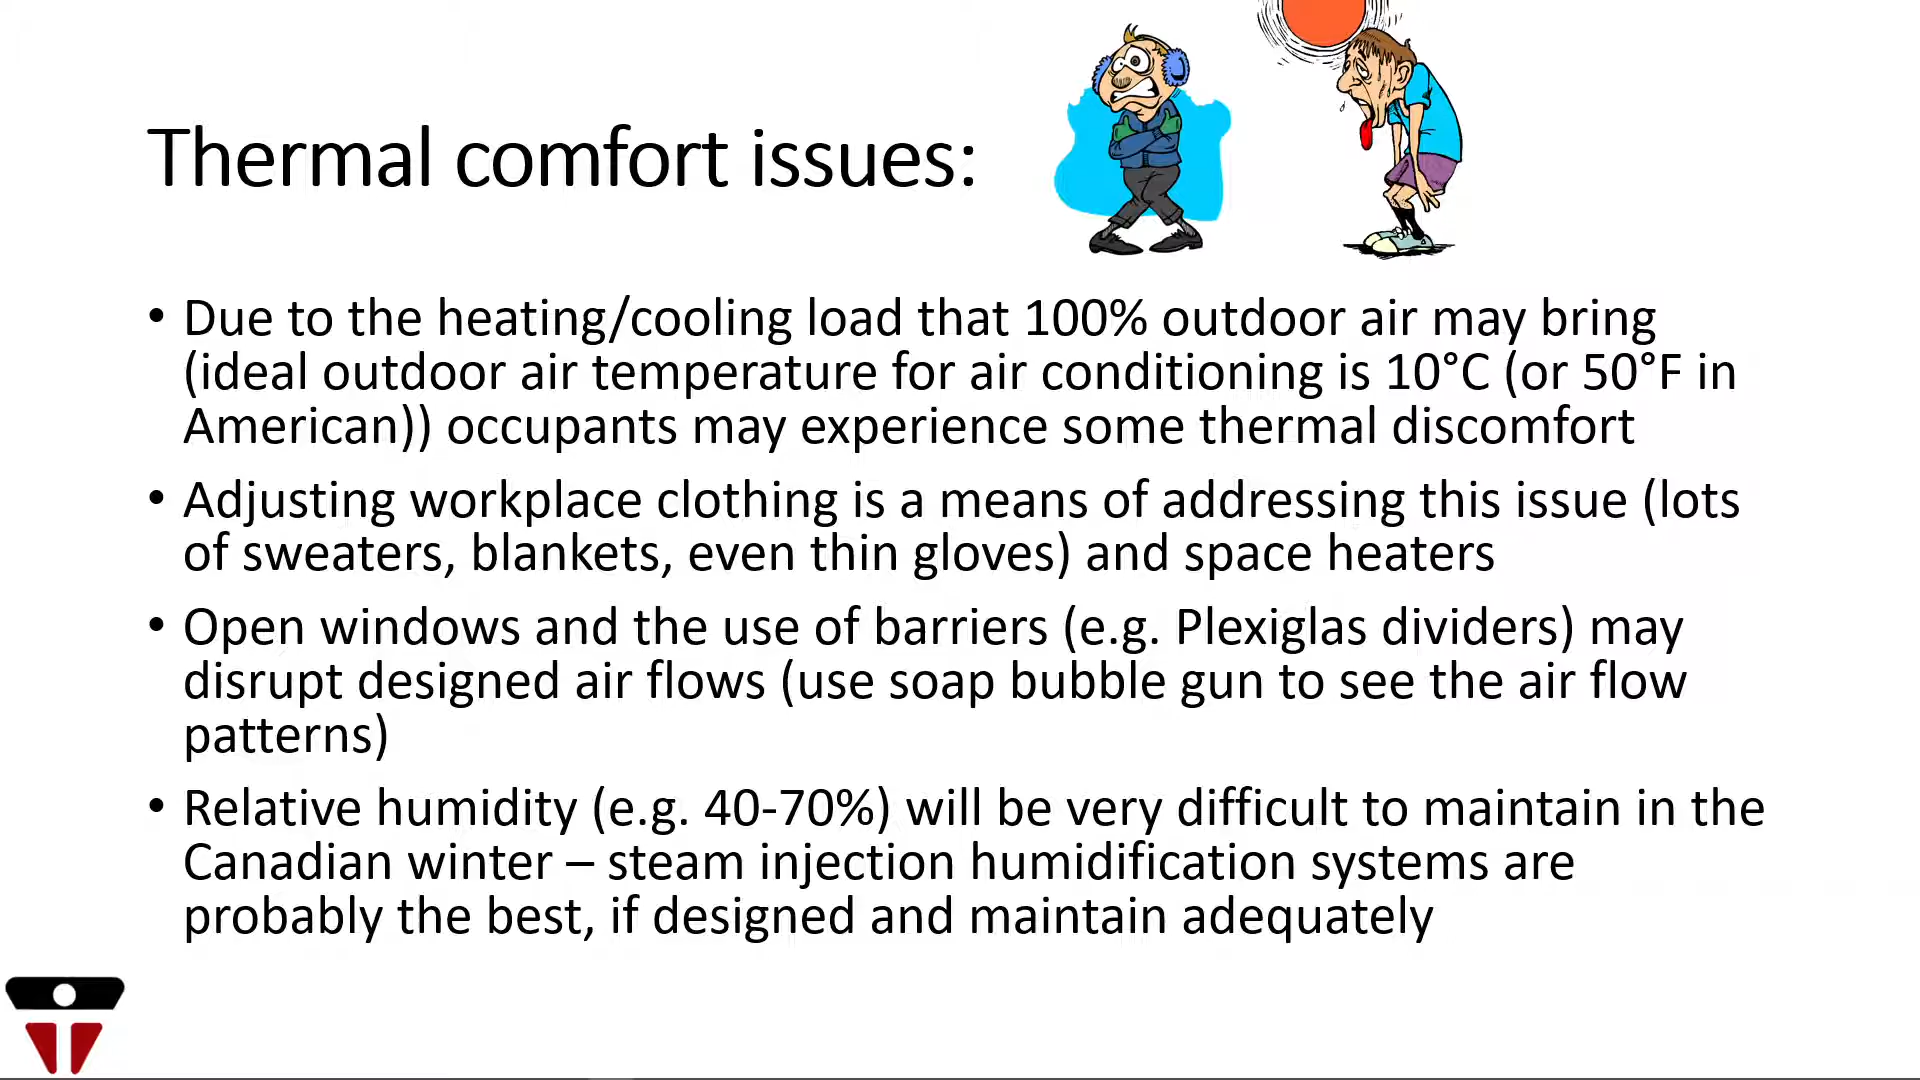 Thermal comfort issues:
• Due to the heating/cooling load that 100% outdoor air may bring
(ideal outdoor air temperature for air conditioning is 10°C (or 50°F in
American)) occupants may experience some thermal discomfort
• Adjusting workplace clothing is a means of addressing this issue (lots
of sweaters, blankets, even thin gloves) and space heaters
• Open windows and the use of barriers (e.g. Plexiglas dividers) may
disrupt designed air flows (use soap bubble gun to see the air flow
patterns)
• Relative humidity (e.g. 40-70%) will be very difficult to maintain in the
Canadian winter – steam injection humidification systems are
probably the best, if designed and maintain adequately